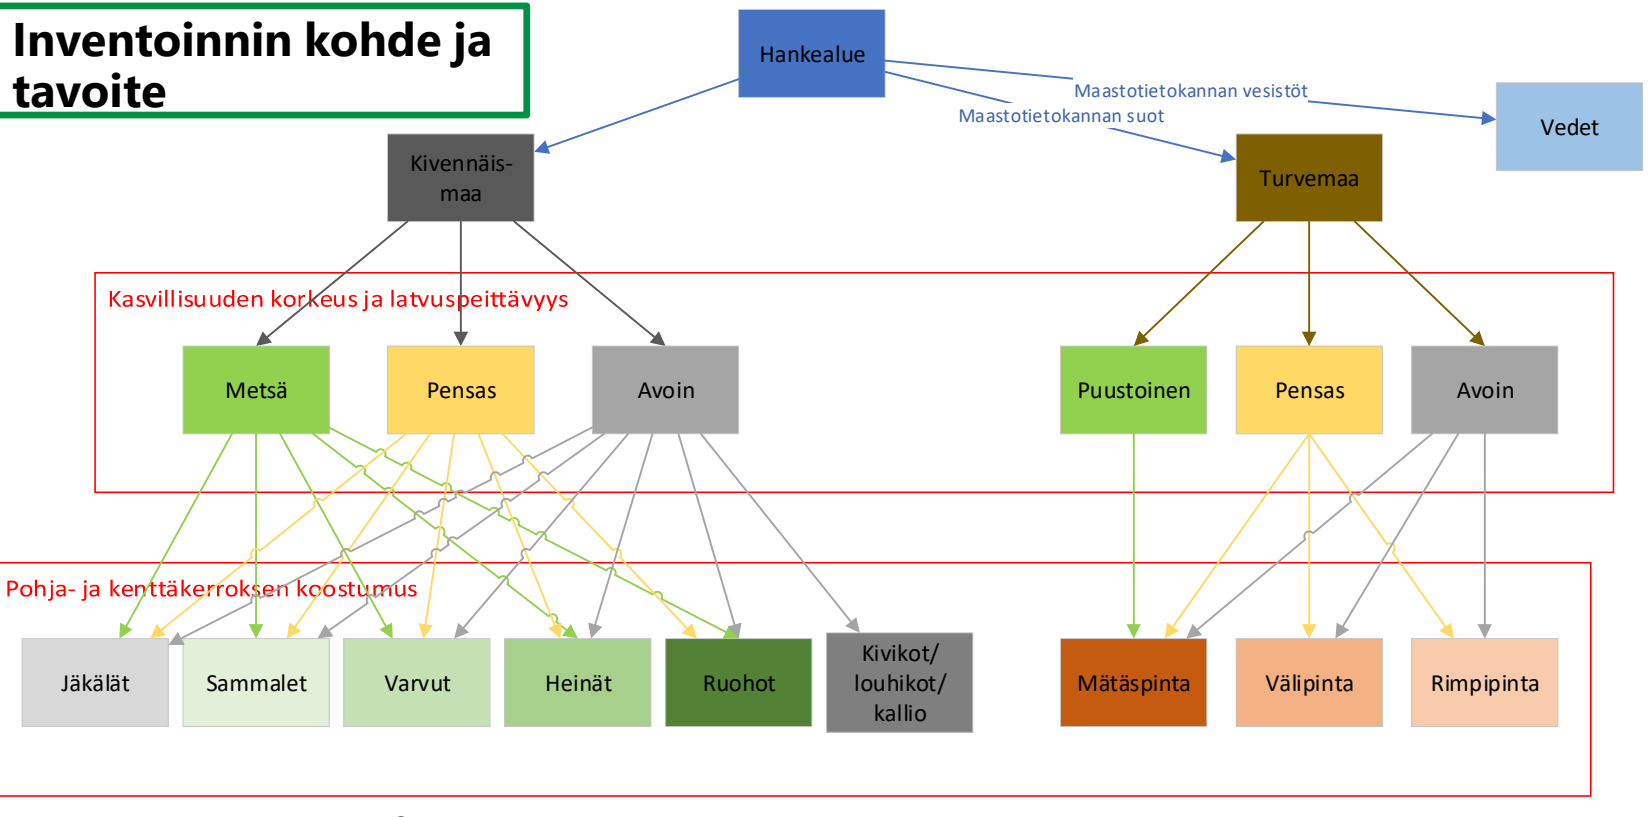 Inventoinnin kohde ja
tavoite
Hankealue
Maastotietokannan vesistöt
Maastotietokannan suot
Vedet
Kivennäis-
maa
Turvemaa
Kasvillisuuden korkeus ja latvuspeittävyys
Metsä
Pensas
Avoin
Puustoinen
Pensas
Avoin
Pohja- ja kenttäkerroksen koostumus
Jäkälät
Sammalet
Varvut
Heinät
Ruohot
Kivikot/
louhikot/
kallio
Mätäspinta
Välipinta
Rimpipinta